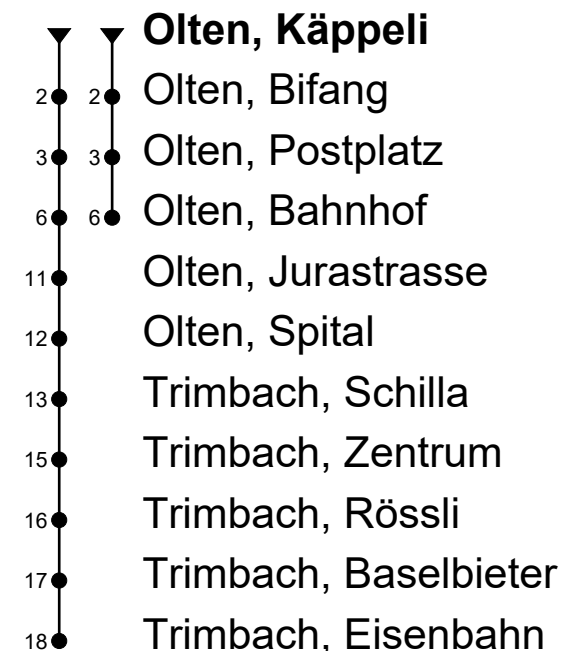 Olten, Käppeli
2 2 Olten, Bifang
3 3 Olten, Postplatz
6 6 Olten, Bahnhof
11 Olten, Jurastrasse
12 Olten, Spital
13 Trimbach, Schilla
15 Trimbach, Zentrum
16 Trimbach, Rössli
17 Trimbach, Baselbieter
18 Trimbach, Eisenbahn